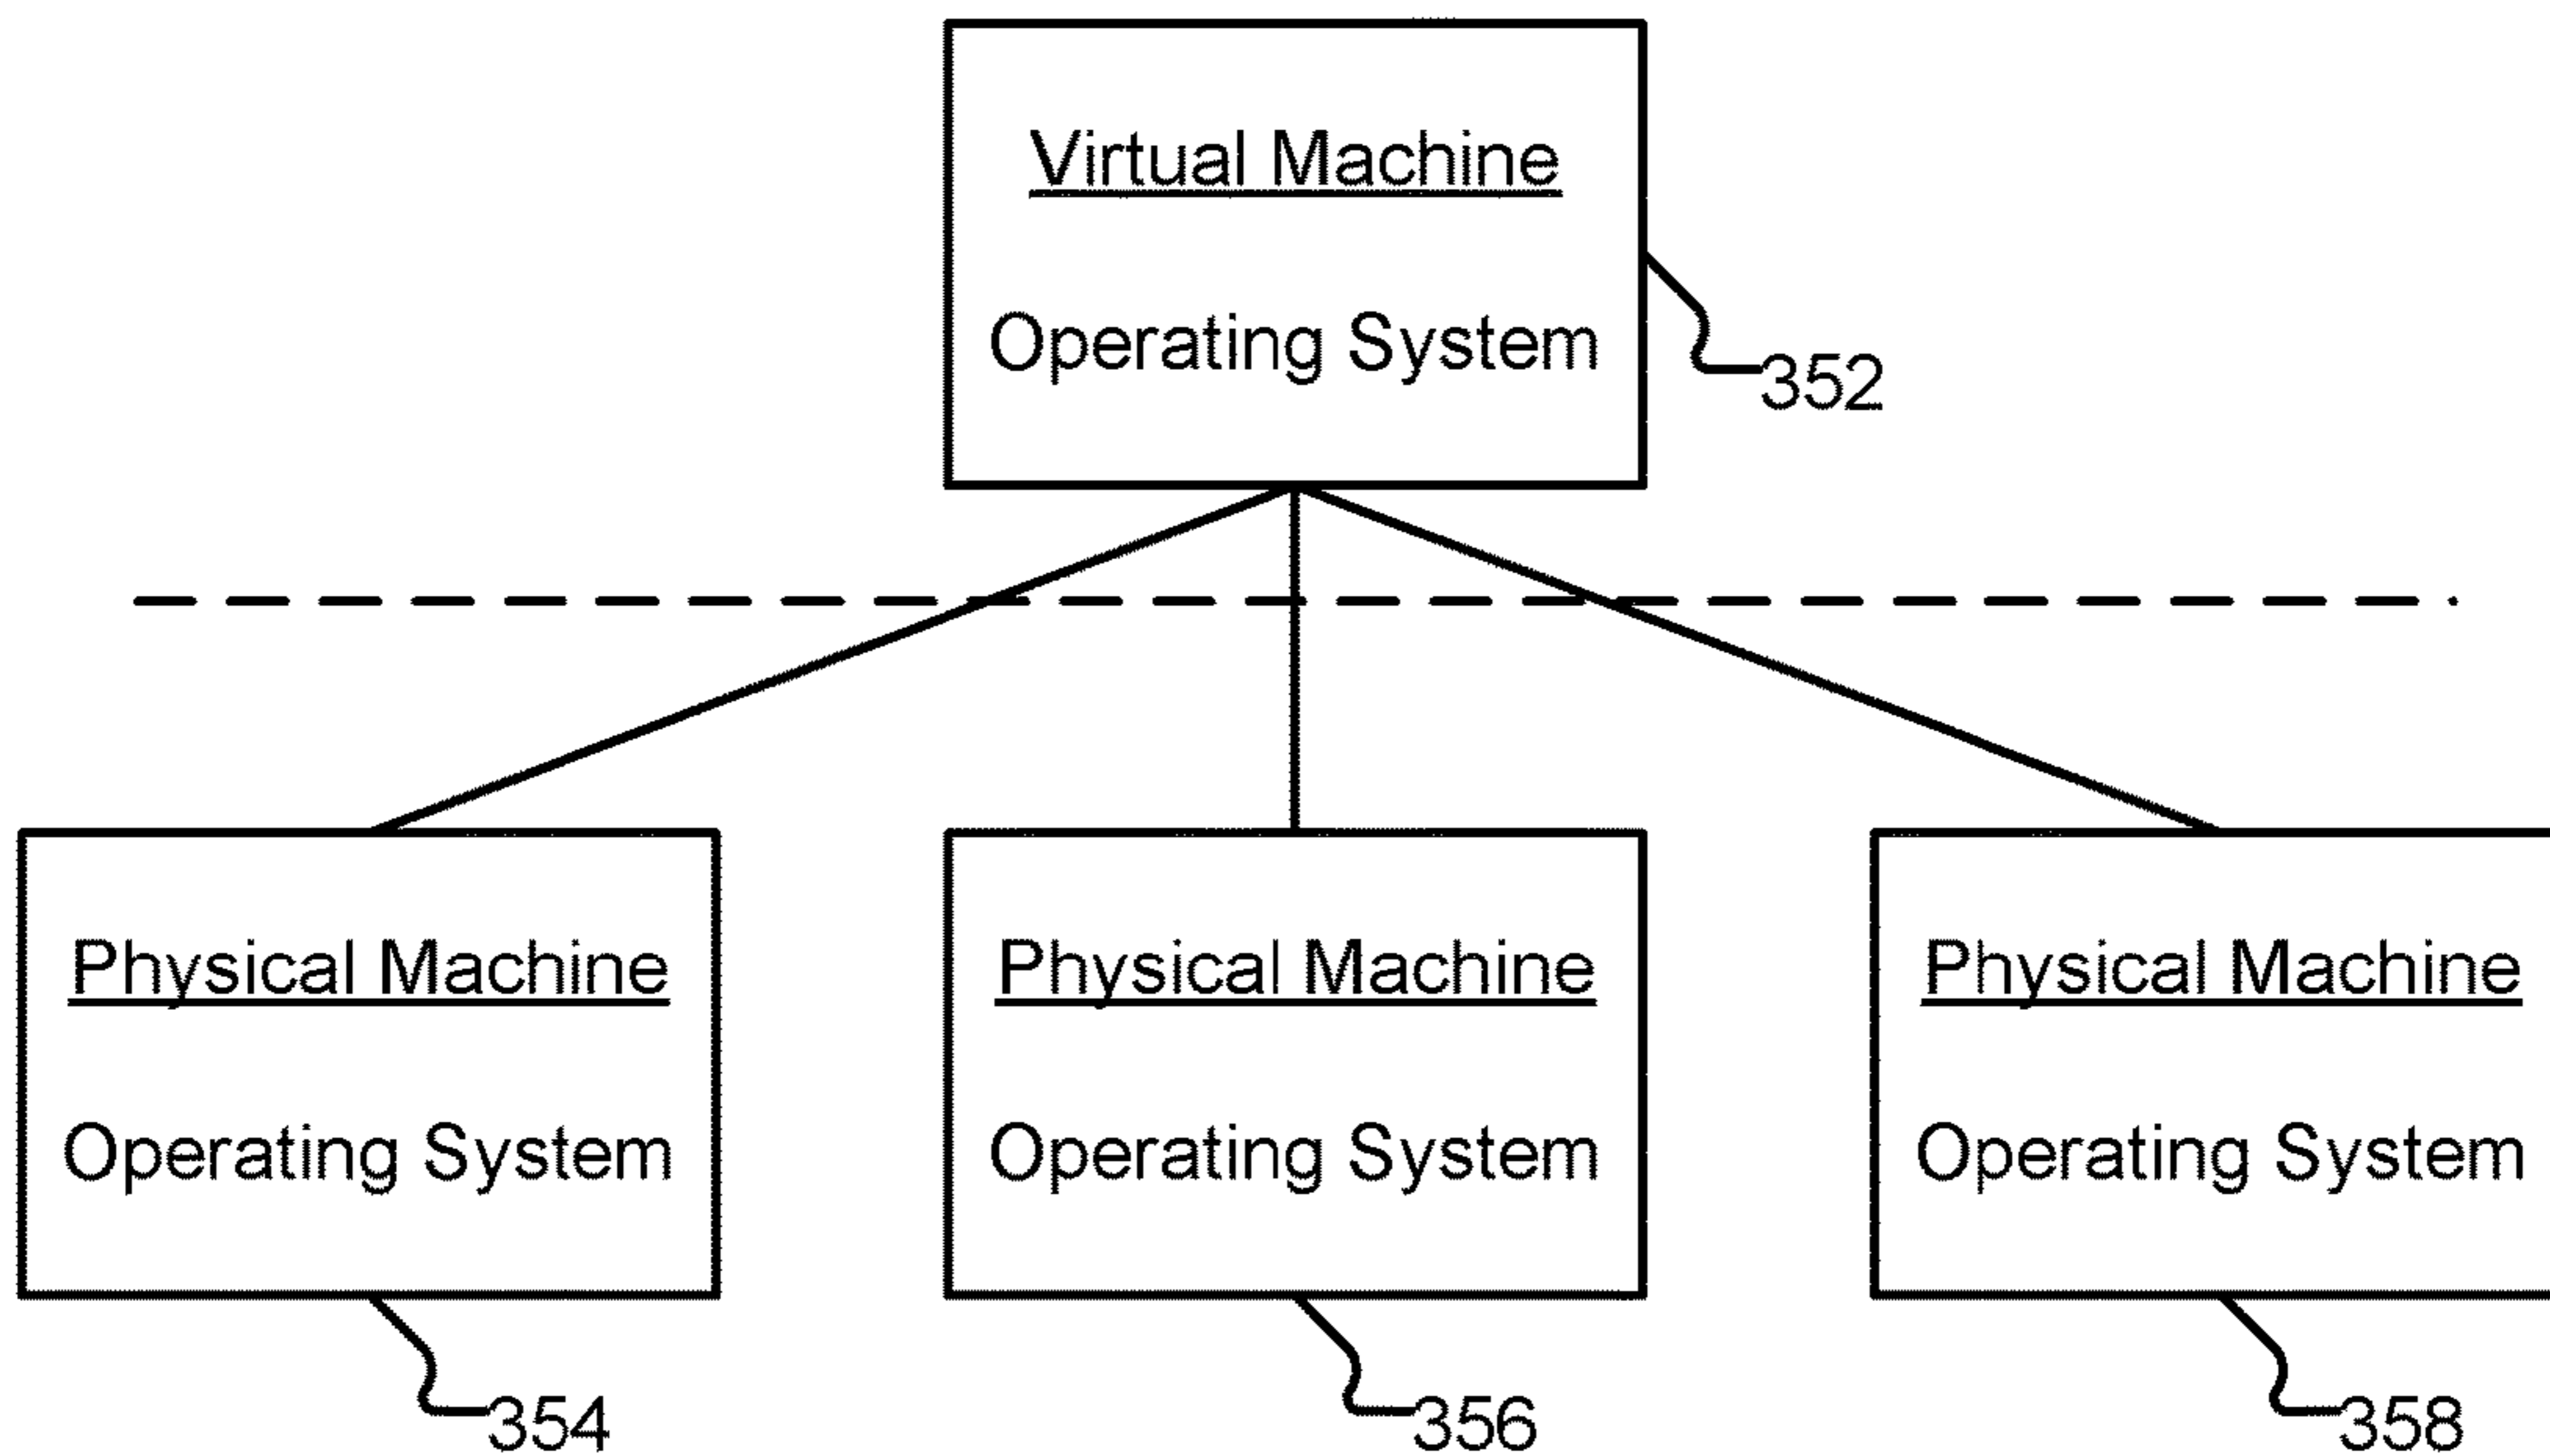 Virtual Machine
Operating System
352
Physical Machine
Operating System
354
Physical Machine
Operating System
356
Physical Machine
Operating System
358